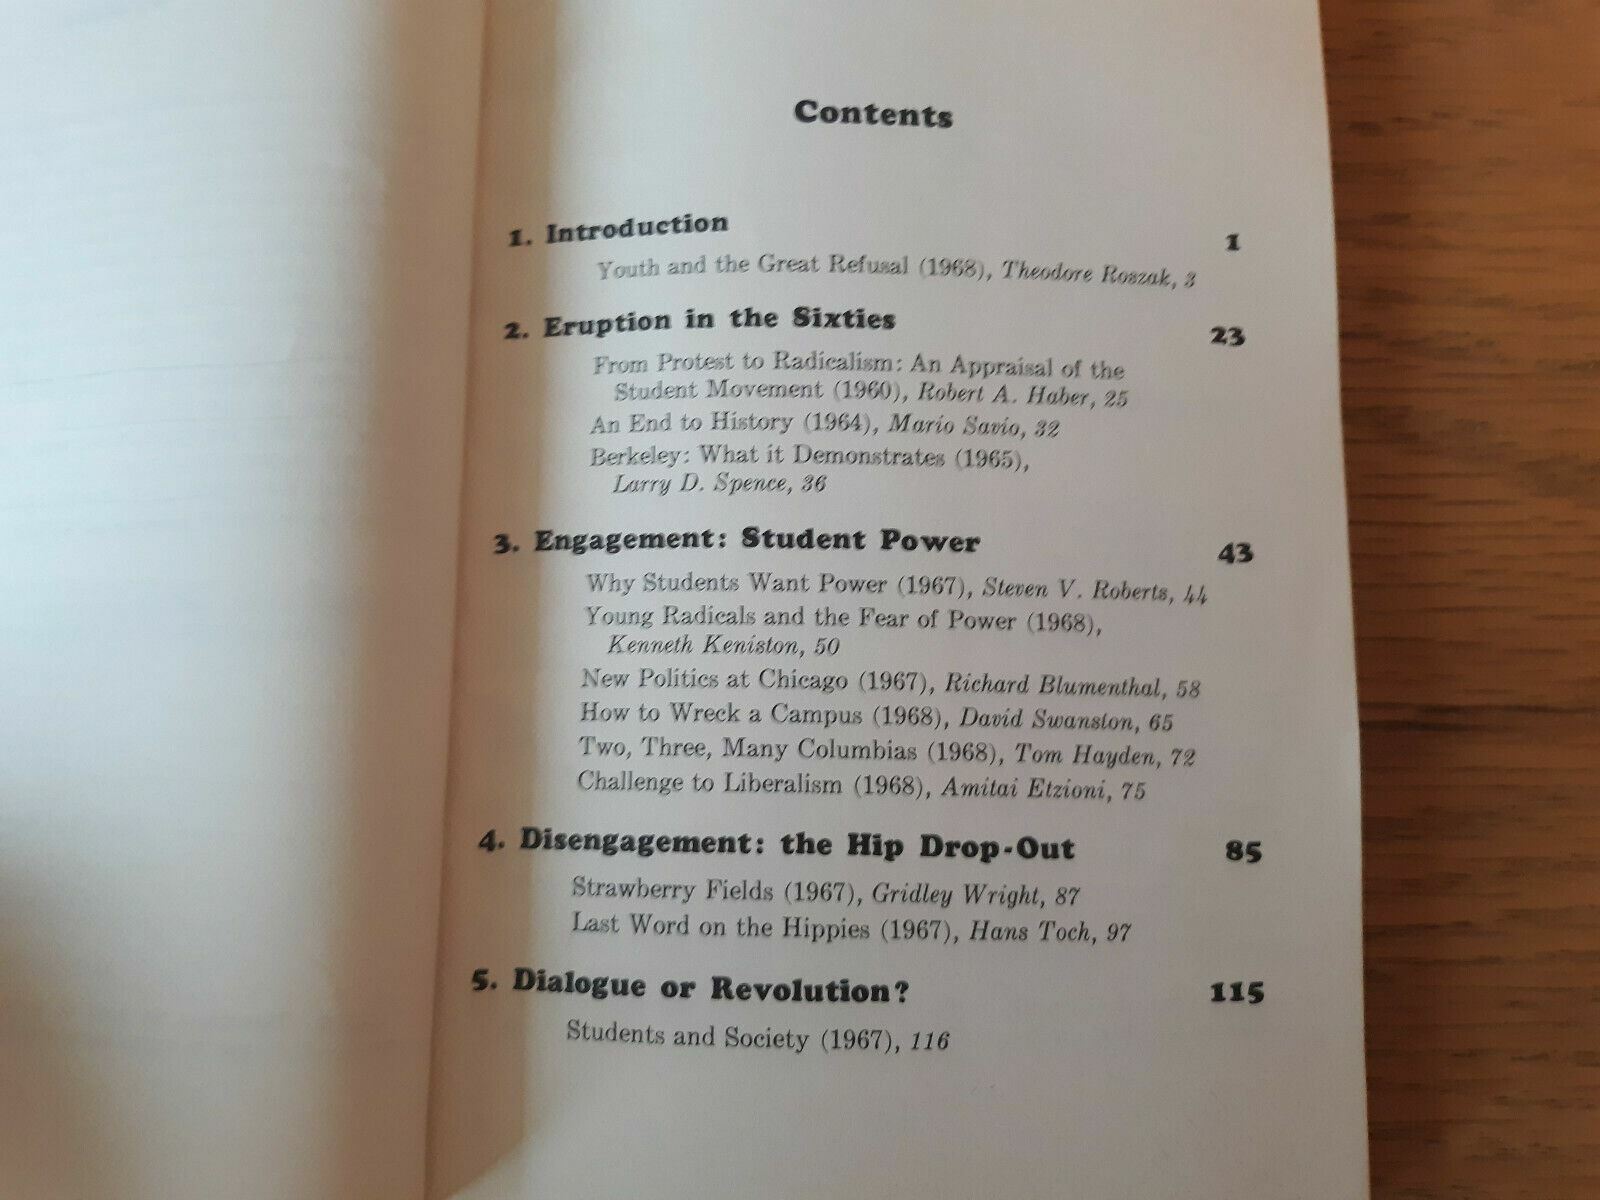 Contents
1. Introduction 1
Youth and the Great Refusal (1968), Theodore Roszak, 3
2. Eruption in the Sixties 23
From Protest to Radicalism: An Appraisal of the
Student Movement (1960), Robert A. Haber, 25
An End to History (1964), Mario Savio, 32
Berkeley: What it Demonstrates (1965),
Larry D. Spence, 36
3. Engagement: Student Power 43
Why Students Want Power (1967), Steven V. Roberts, 44
Young Radicals and the Fear of Power (1968),
Kenneth Keniston, 50
New Politics at Chicago (1967), Richard Blumenthal, 58
How to Wreck a Campus (1968), David Swanston, 65
Two, Three, Many Columbias (1968), Tom Hayden, 72
Challenge to Liberalism (1968), Amitai Etzioni, 75
4. Disengagement: the Hip Drop-Out 85
Strawberry Fields (1967), Gridley Wright, 87
Last Word on the Hippies (1967), Hans Toch, 97
5. Dialogue or Revolution? 115
Students and Society (1967), 116